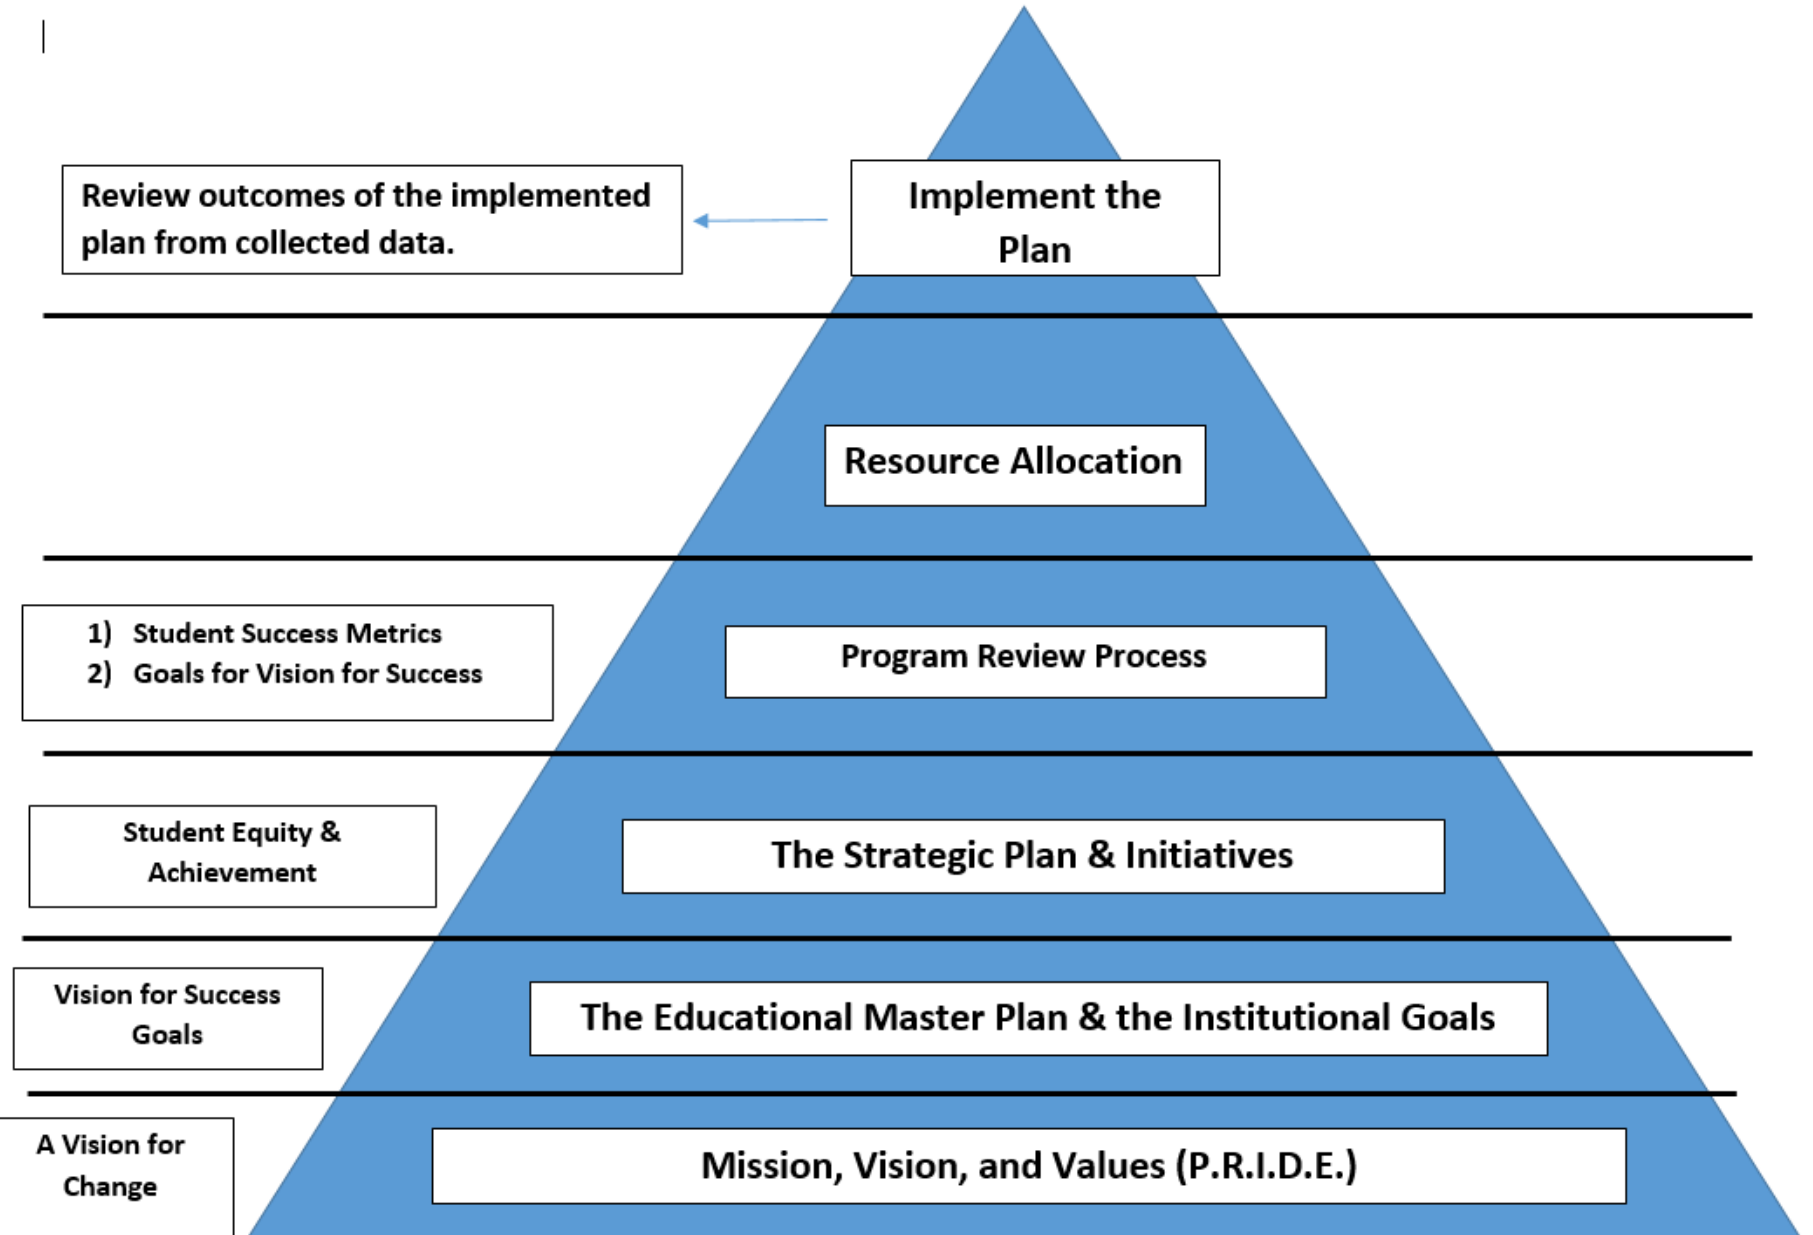 Review outcomes of the implemented
plan from collected data.
Implement the
Plan
Resource Allocation
1) Student Success Metrics
2) Goals for Vision for Success
Program Review Process
Student Equity &
Achievement
The Strategic Plan & Initiatives
Vision for Success
Goals
The Educational Master Plan & the Institutional Goals
A Vision for
Change
Mission, Vision, and Values (P.R.I.D.E.)